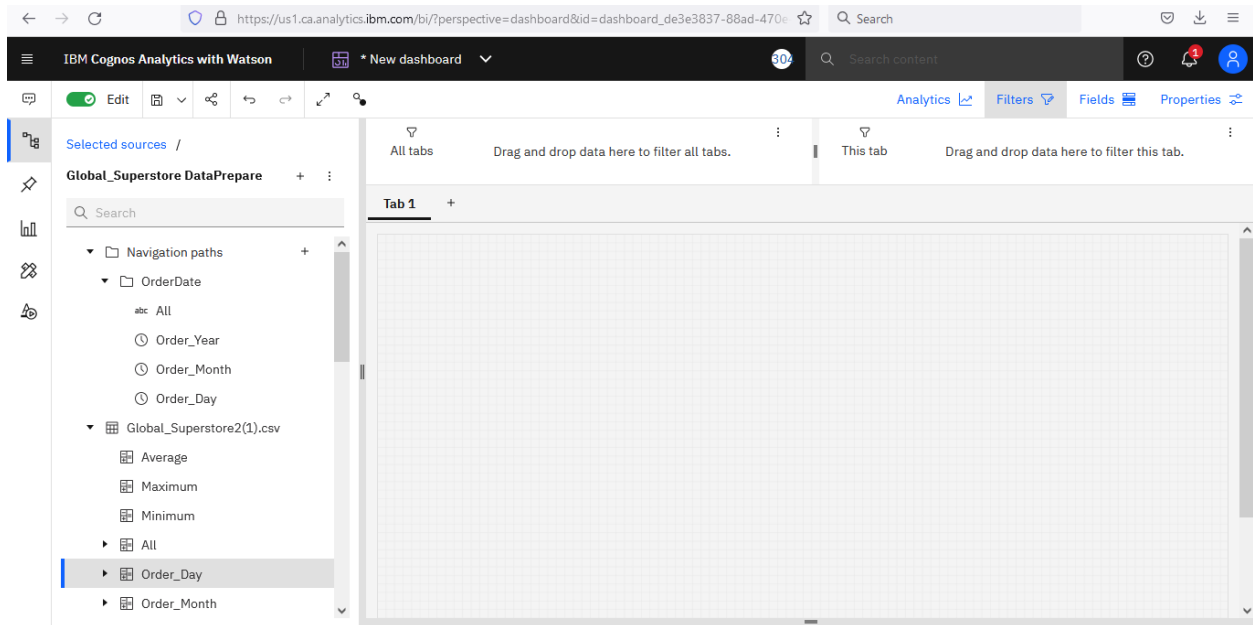 https://us1.ca.analytics.ibm.com/bi/?perspective=dashboard&id=dashboard_de3e3837-88ad-470e
Search
IBM Cognos Analytics with Watson
* New dashboard
304
Search content
1
Edit
Analytics
Filters
Fields
Properties
Selected sources /
Global_Superstore DataPrepare
Search
All tabs
Drag and drop data here to filter all tabs.
This tab
Drag and drop data here to filter this tab.
Tab 1
Navigation paths
OrderDate
abc All
Order_Year
Order_Month
Order_Day
Global_Superstore2(1).csv
Average
Maximum
Minimum
All
Order_Day
Order_Month